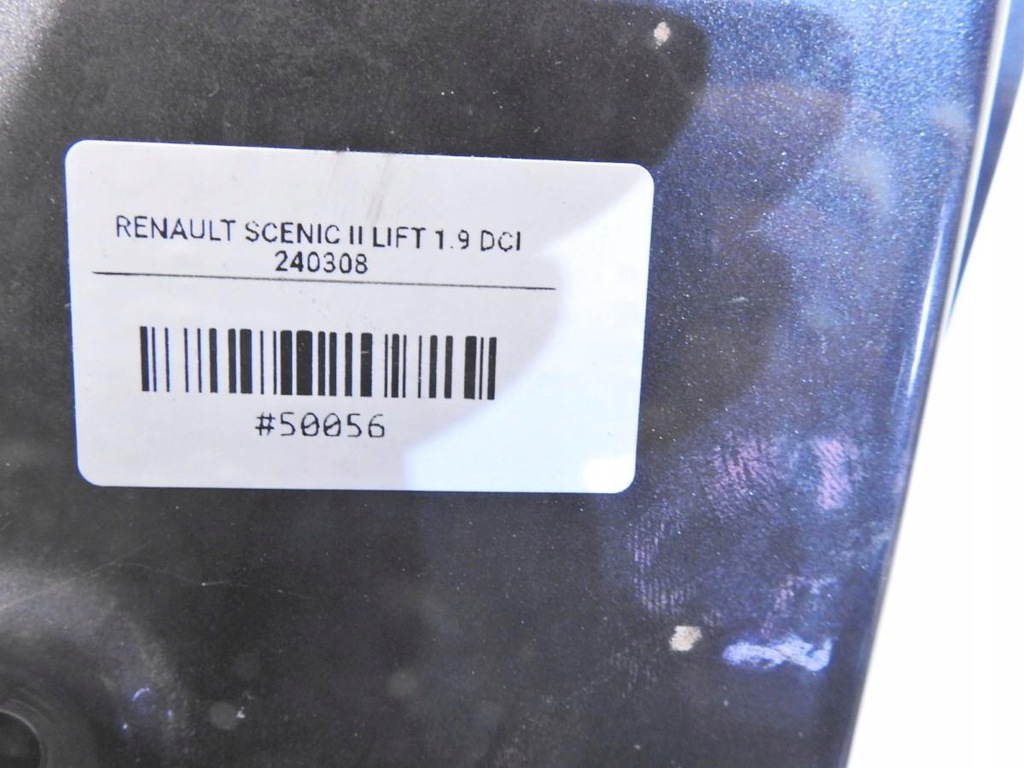 RENAULT SCENIC II LIFT 1.9 DCI
240308
#50056